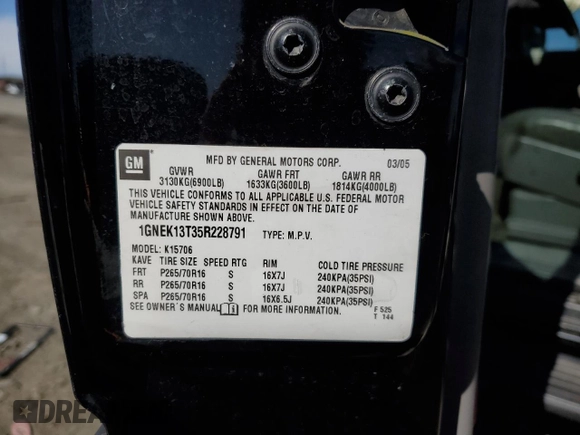 GM
MFD BY GENERAL MOTORS CORP. 03/05
GVWR GAWR FRT GAWR RR
3130KG(6900LB) 1633KG(3600LB) 1814KG(4000LB)
THIS VEHICLE CONFORMS TO ALL APPLICABLE U.S. FEDERAL MOTOR
VEHICLE SAFETY STANDARDS IN EFFECT ON THE DATE OF
MANUFACTURE SHOWN ABOVE.
1GNEK13T35R228791 TYPE: M.P.V.
MODEL: K15706
KAVE TIRE SIZE SPEED RTG RIM COLD TIRE PRESSURE
FRT P265/70R16 S 16X7J 240KPA(35PSI)
RR P265/70R16 S 16X7J 240KPA(35PSI)
SPA P265/70R16 S 16X6.5J 240KPA(35PSI)
SEE OWNER'S MANUAL FOR MORE INFORMATION. F 525
T 144